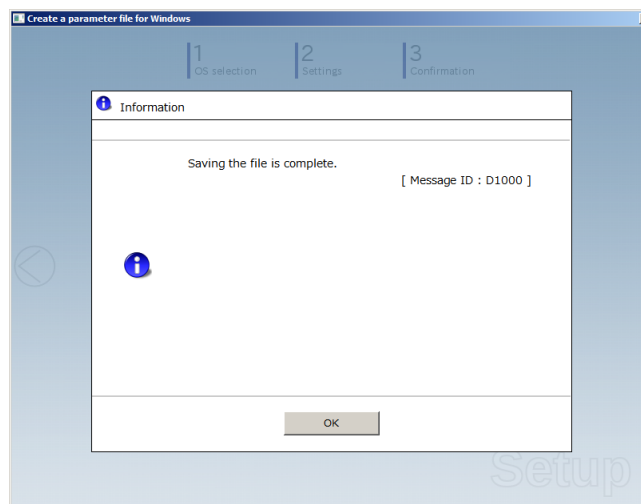 Create a parameter file for Windows
1
OS selection
2
Settings
3
Confirmation
Information
Saving the file is complete.
[ Message ID : D1000 ]
OK
Setup